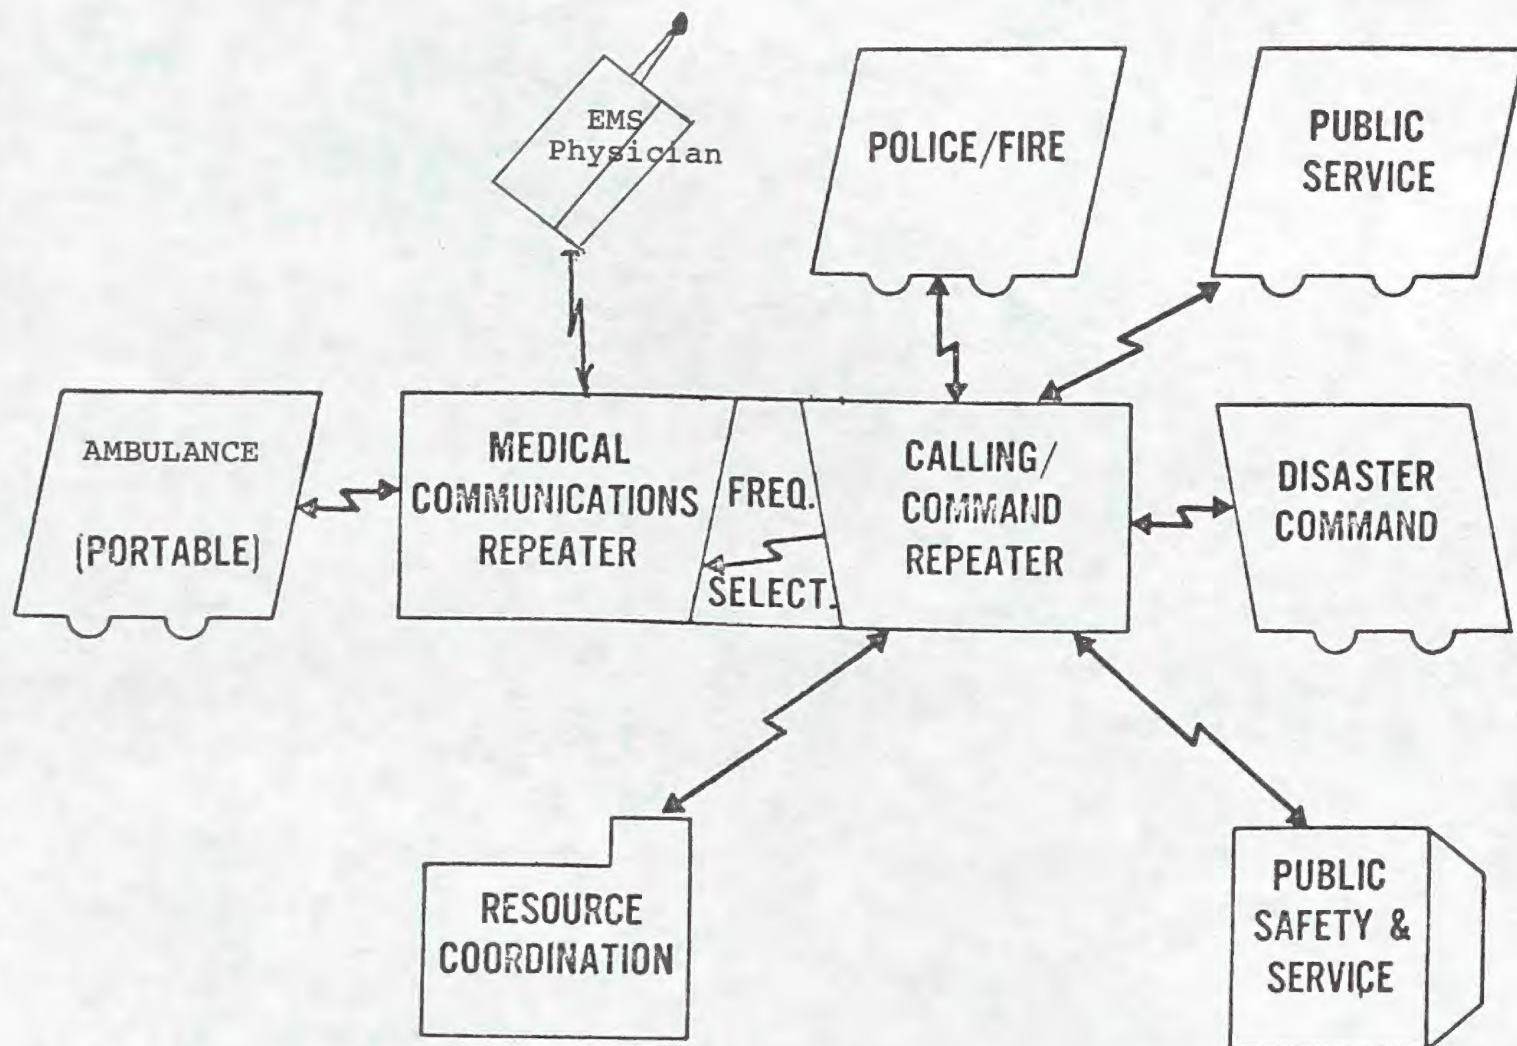 EMS
Physician
POLICE/FIRE
PUBLIC
SERVICE
AMBULANCE
(PORTABLE)
MEDICAL
COMMUNICATIONS
REPEATER
FREQ.
SELECT.
CALLING/
COMMAND
REPEATER
DISASTER
COMMAND
RESOURCE
COORDINATION
PUBLIC
SAFETY &
SERVICE